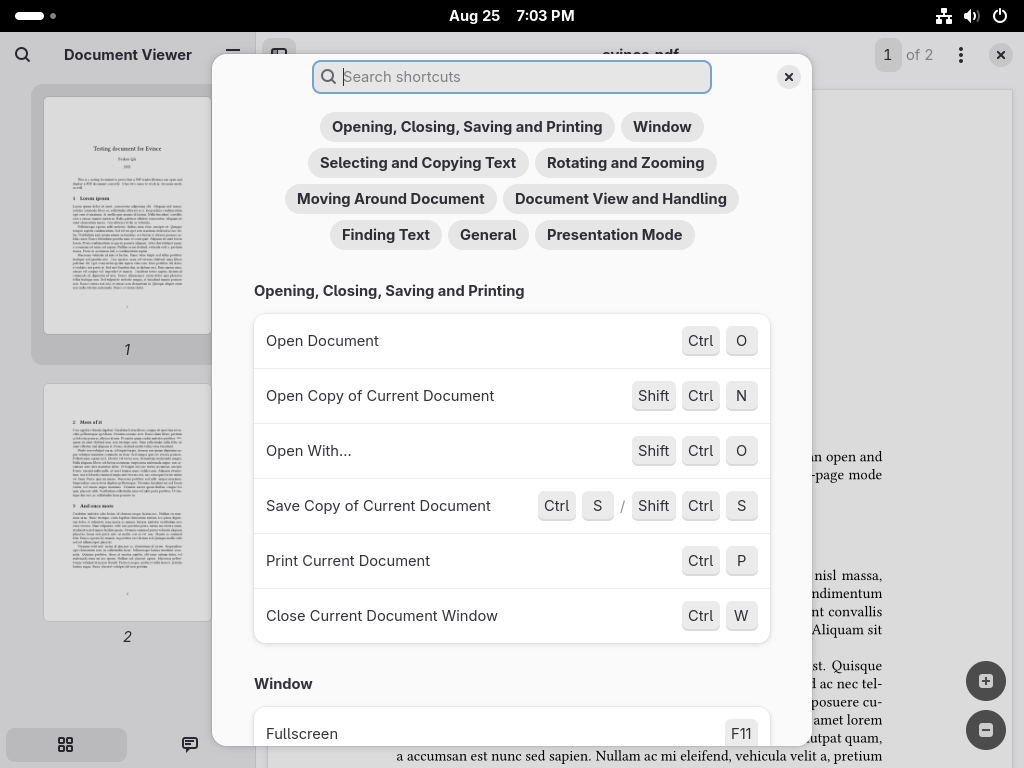 Aug 25 7:03 PM
Document Viewer
evince.pdf
1 of 2
Search shortcuts
Opening, Closing, Saving and Printing
Window
Selecting and Copying Text
Rotating and Zooming
Moving Around Document
Document View and Handling
Finding Text
General
Presentation Mode
Opening, Closing, Saving and Printing
Open Document Ctrl O
Open Copy of Current Document Shift Ctrl N
Open With… Shift Ctrl O
Save Copy of Current Document Ctrl S / Shift Ctrl S
Print Current Document Ctrl P
Close Current Document Window Ctrl W
Window
Fullscreen F11
Testing document for Evince
1 Lorem ipsum
1
2 More of it
3 And once more
2
an open and
-page mode
nisl massa,
convallis
Aliquam sit
est. Quisque
ac nec tel-
posuere cu-
amet lorem
quam,
a accumsan est nunc sed sapien. Nullam ac mi eleifend, vehicula velit a, pretium